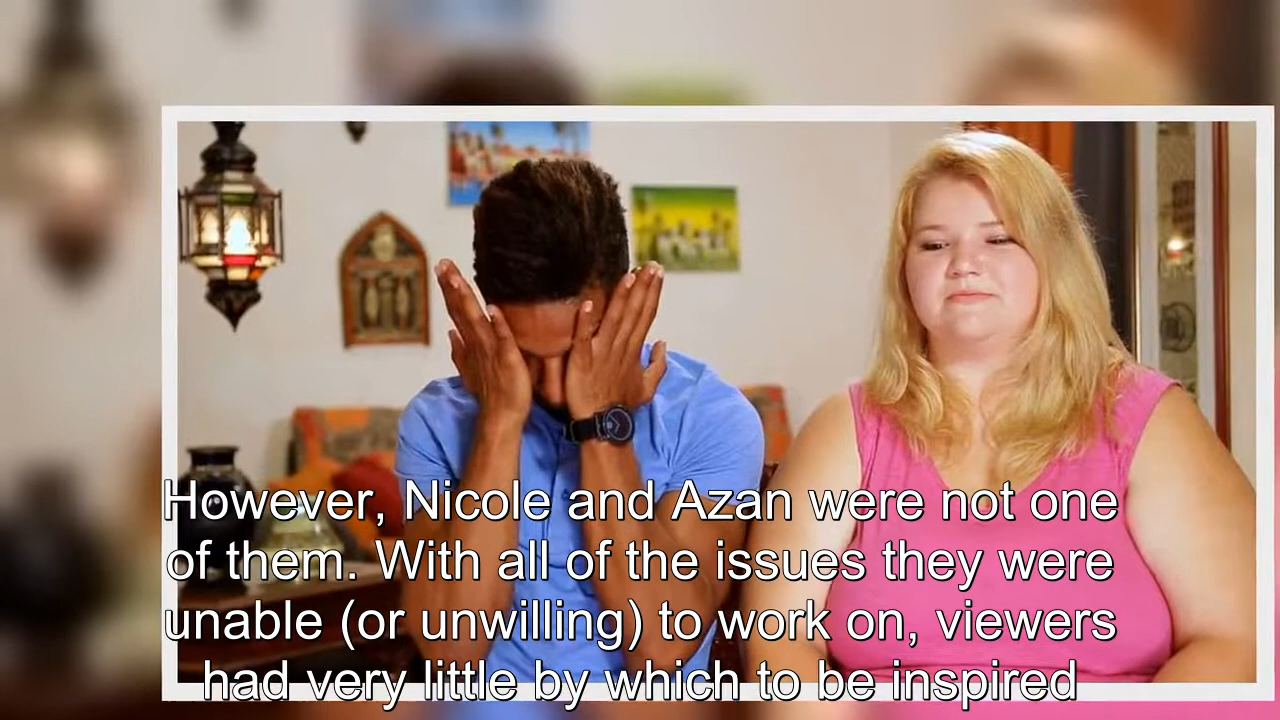 However, Nicole and Azan were not one
of them. With all of the issues they were
unable (or unwilling) to work on, viewers
had very little by which to be inspired